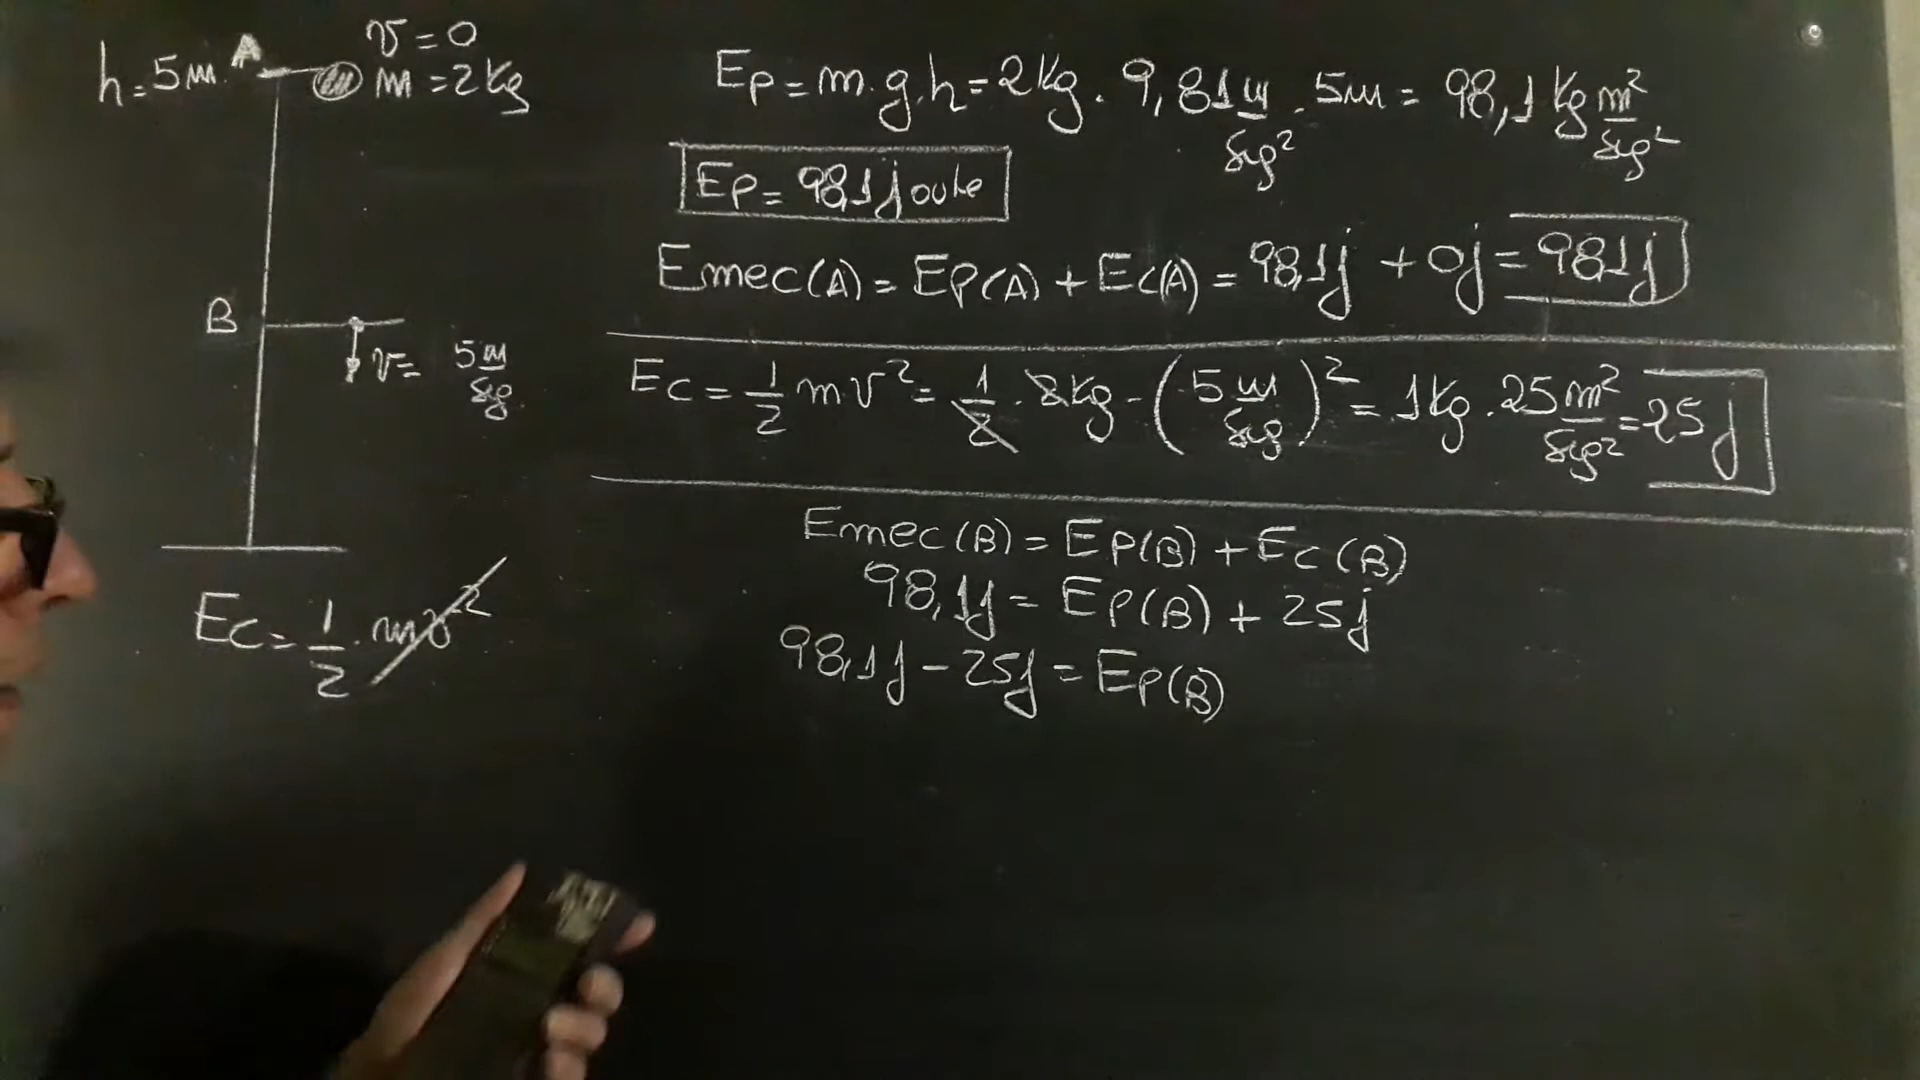 h=5m A
v=0
m=2kg
B
v= 5 m/sg.
Ec= 1/2 . mv²
Ep=m.g.h=2kg. 9,81 m/sg² .5m= 98,1 kg m²/sg²
Ep= 98,1 joule
Emec(A)= Ep(A)+Ec(A)= 98,1j + 0j= 98,1j
Ec= 1/2 mv²= 1/2 . 2kg . (5 m/sg)² = 1kg . 25 m²/sg² = 25j
Emec(B)= Ep(B)+Ec(B)
98,1j= Ep(B)+ 25j
98,1j - 25j = Ep(B)